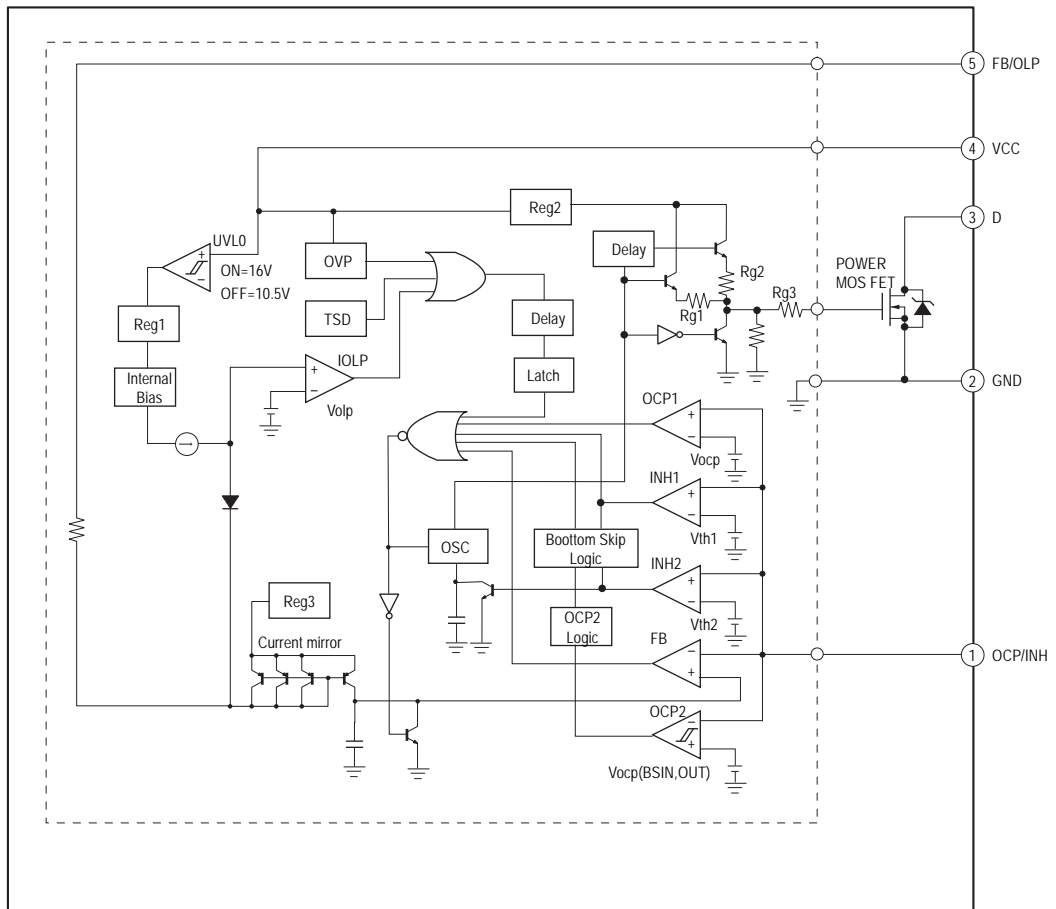 5 FB/OLP
4 VCC
Reg2
3 D
UVL0
ON=16V
OFF=10.5V
OVP
Delay
Rg2
POWER
MOS FET
Rg3
Reg1
TSD
Delay
Rg1
IOLP
Internal
Bias
Latch
2 GND
Volp
OCP1
Vocp
INH1
Vth1
OSC
Boottom Skip
Logic
INH2
Vth2
Reg3
OCP2
Logic
Current mirror
FB
1 OCP/INH
OCP2
Vocp(BSIN,OUT)